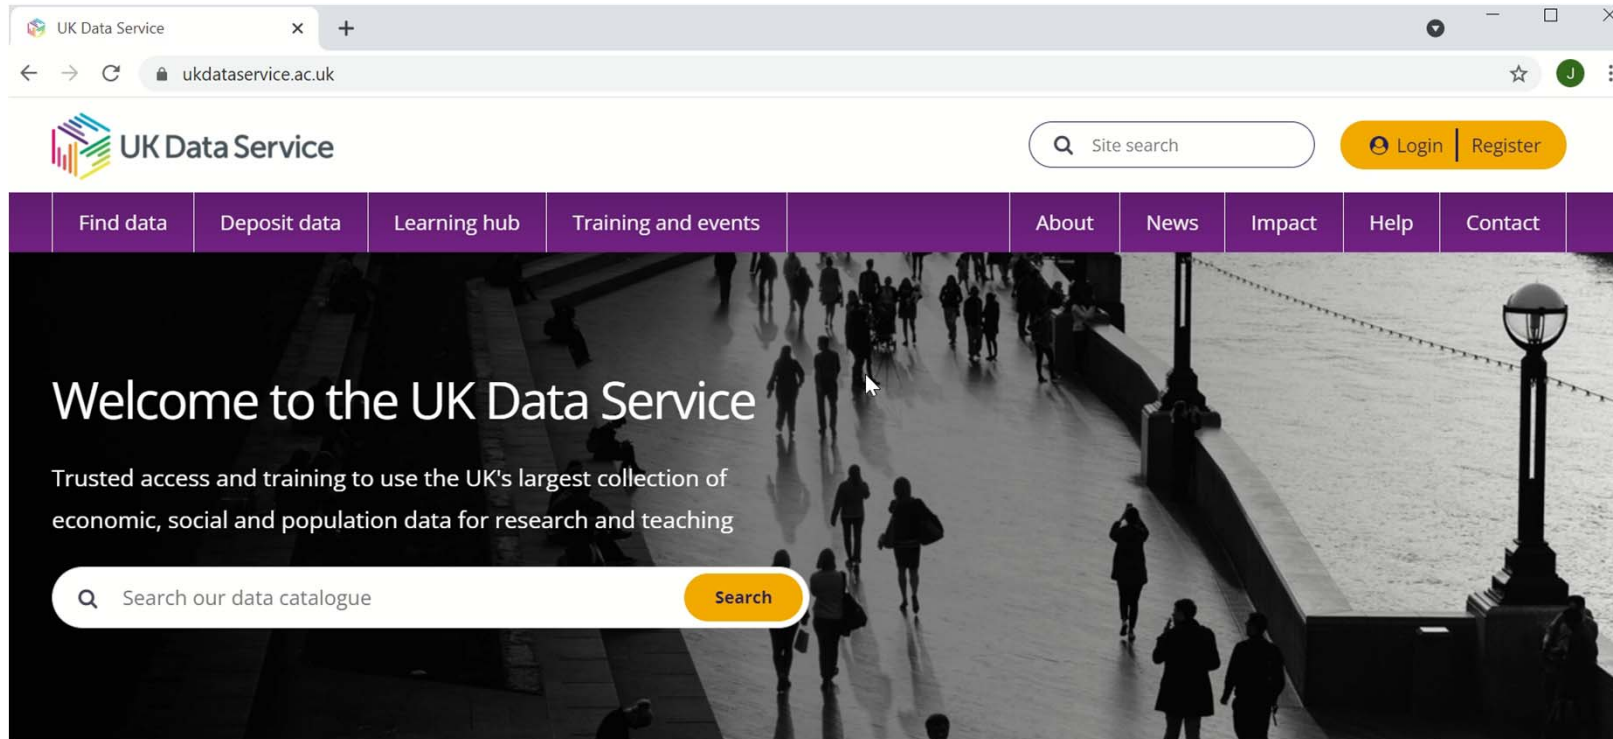 UK Data Service
ukdataservice.ac.uk
J
UK Data Service
Site search
Login | Register
Find data
Deposit data
Learning hub
Training and events
About
News
Impact
Help
Contact
Welcome to the UK Data Service
Trusted access and training to use the UK's largest collection of
economic, social and population data for research and teaching
Search our data catalogue
Search